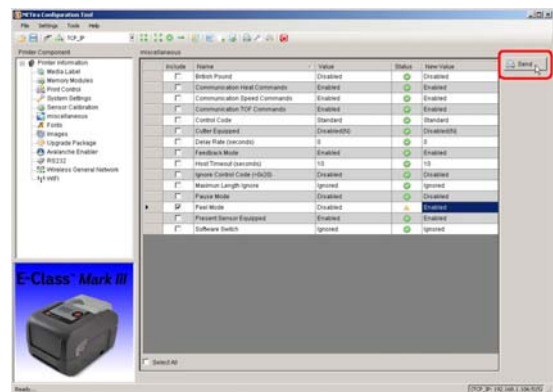 NETira Configuration Tool
File Settings Tools Help
TCP_IP
Printer Component
Printer Information
Media Label
Memory Modules
Print Control
System Settings
Sensor Calibration
miscellaneous
Fonts
Images
Upgrade Package
Avalanche Enabler
RS232
Wireless General Network
WiFi
miscellaneous
Send
Include Name Value Status New Value
British Pound Disabled Disabled
Communication Heat Commands Enabled Enabled
Communication Speed Commands Enabled Enabled
Communication TOF Commands Enabled Enabled
Control Code Standard Standard
Cutter Equipped Disabled(N) Disabled(N)
Delay Rate (seconds) 0 0
Feedback Mode Enabled Enabled
Host Timeout (seconds) 10 10
Ignore Control Code (<0x20) Disabled Disabled
Maximum Length Ignore Ignored Ignored
Pause Mode Disabled Disabled
Peel Mode Disabled Enabled
Present Sensor Equipped Enabled Enabled
Software Switch Ignored Ignored
E-Class™ Mark III
Select All
Ready...